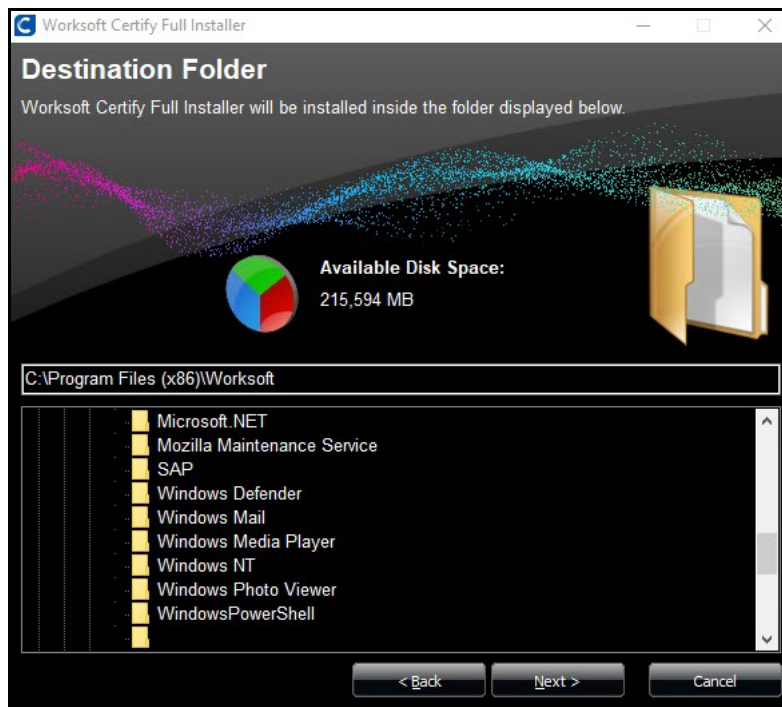 Worksoft Certify Full Installer
Destination Folder
Worksoft Certify Full Installer will be installed inside the folder displayed below.
Available Disk Space:
215,594 MB
C:\Program Files (x86)\Worksoft
Microsoft.NET
Mozilla Maintenance Service
SAP
Windows Defender
Windows Mail
Windows Media Player
Windows NT
Windows Photo Viewer
WindowsPowerShell
< Back Next > Cancel